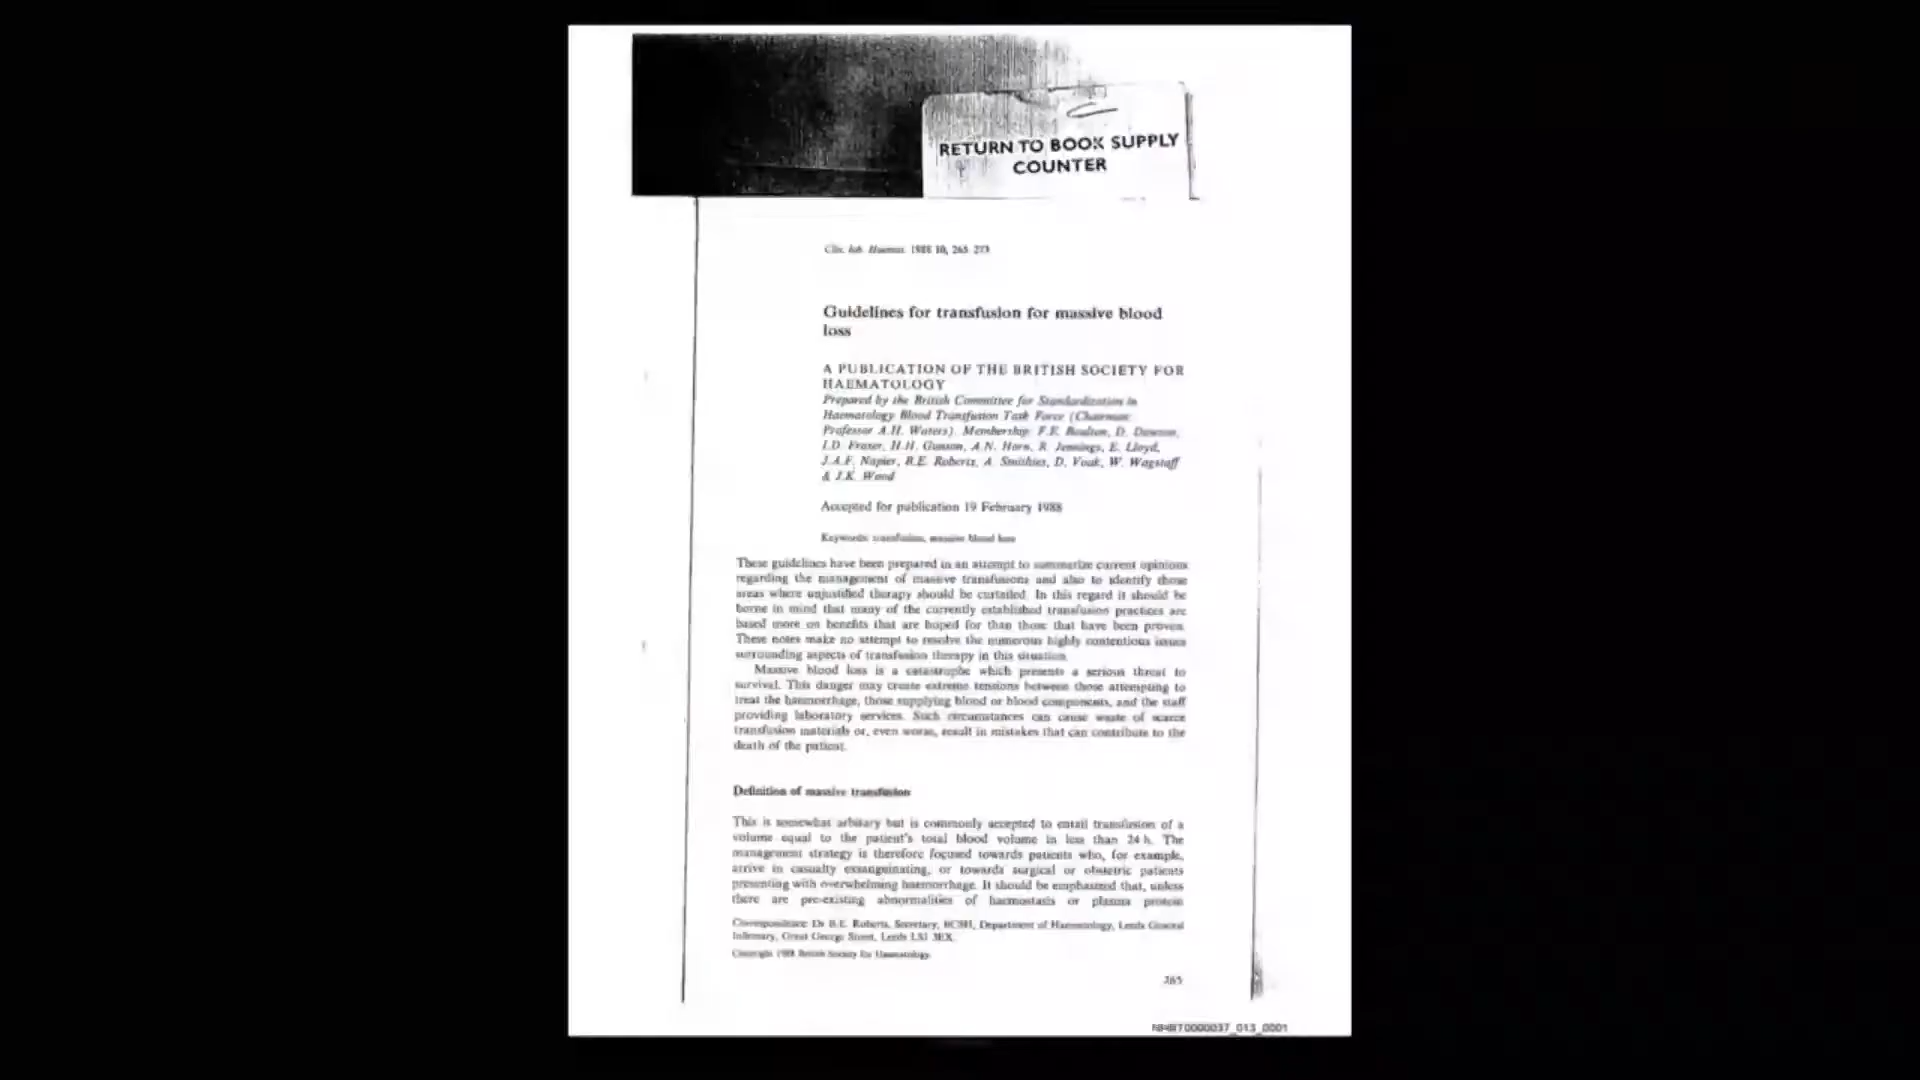 RETURN TO BOOK SUPPLY
COUNTER
Clin. lab. Haemat. 1988 10, 265-273
Guidelines for transfusion for massive blood
loss
A PUBLICATION OF THE BRITISH SOCIETY FOR
HAEMATOLOGY
Prepared by the British Committee for Standardization in
Haematology Blood Transfusion Task Force (Chairman:
Professor A.H. Waters). Membership: F.E. Boulton, D. Dawson,
I.D. Fraser, H.H. Gunson, A.N. Horn, R. Jennings, E. Lloyd,
J.A.F. Napier, B.E. Roberts, A. Smithies, D. Voak, W. Wagstaff
& J.K. Wood
Accepted for publication 19 February 1988
Keywords: transfusion, massive blood loss
These guidelines have been prepared in an attempt to summarize current opinions
regarding the management of massive transfusions and also to identify those
areas where unjustified therapy should be curtailed. In this regard it should be
borne in mind that many of the currently established transfusion practices are
based more on benefits that are hoped for than those that have been proven.
These notes make no attempt to resolve the numerous highly contentious issues
surrounding aspects of transfusion therapy in this situation.
Massive blood loss is a catastrophe which presents a serious threat to
survival. This danger may create extreme tensions between those attempting to
treat the haemorrhage, those supplying blood or blood components, and the staff
providing laboratory services. Such circumstances can cause waste of scarce
transfusion materials or, even worse, result in mistakes that can contribute to the
death of the patient.
Definition of massive transfusion
This is somewhat arbitrary but is commonly accepted to entail transfusion of a
volume equal to the patient's total blood volume in less than 24 h. The
management strategy is therefore focused towards patients who, for example,
arrive in casualty exsanguinating, or towards surgical or obstetric patients
presenting with overwhelming haemorrhage. It should be emphasized that, unless
there are pre-existing abnormalities of haemostasis or plasma protein
Correspondence: Dr B.E. Roberts, Secretary, BCSH, Department of Haematology, Leeds General
Infirmary, Great George Street, Leeds LS1 3EX.
Copyright 1988 British Society for Haematology.
265
NHBT0000037_013_0001